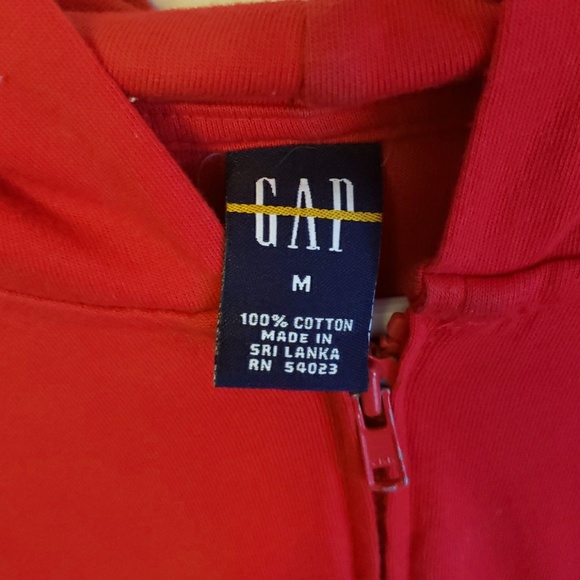 GAP
M
100% COTTON
MADE IN
SRI LANKA
RN 54023